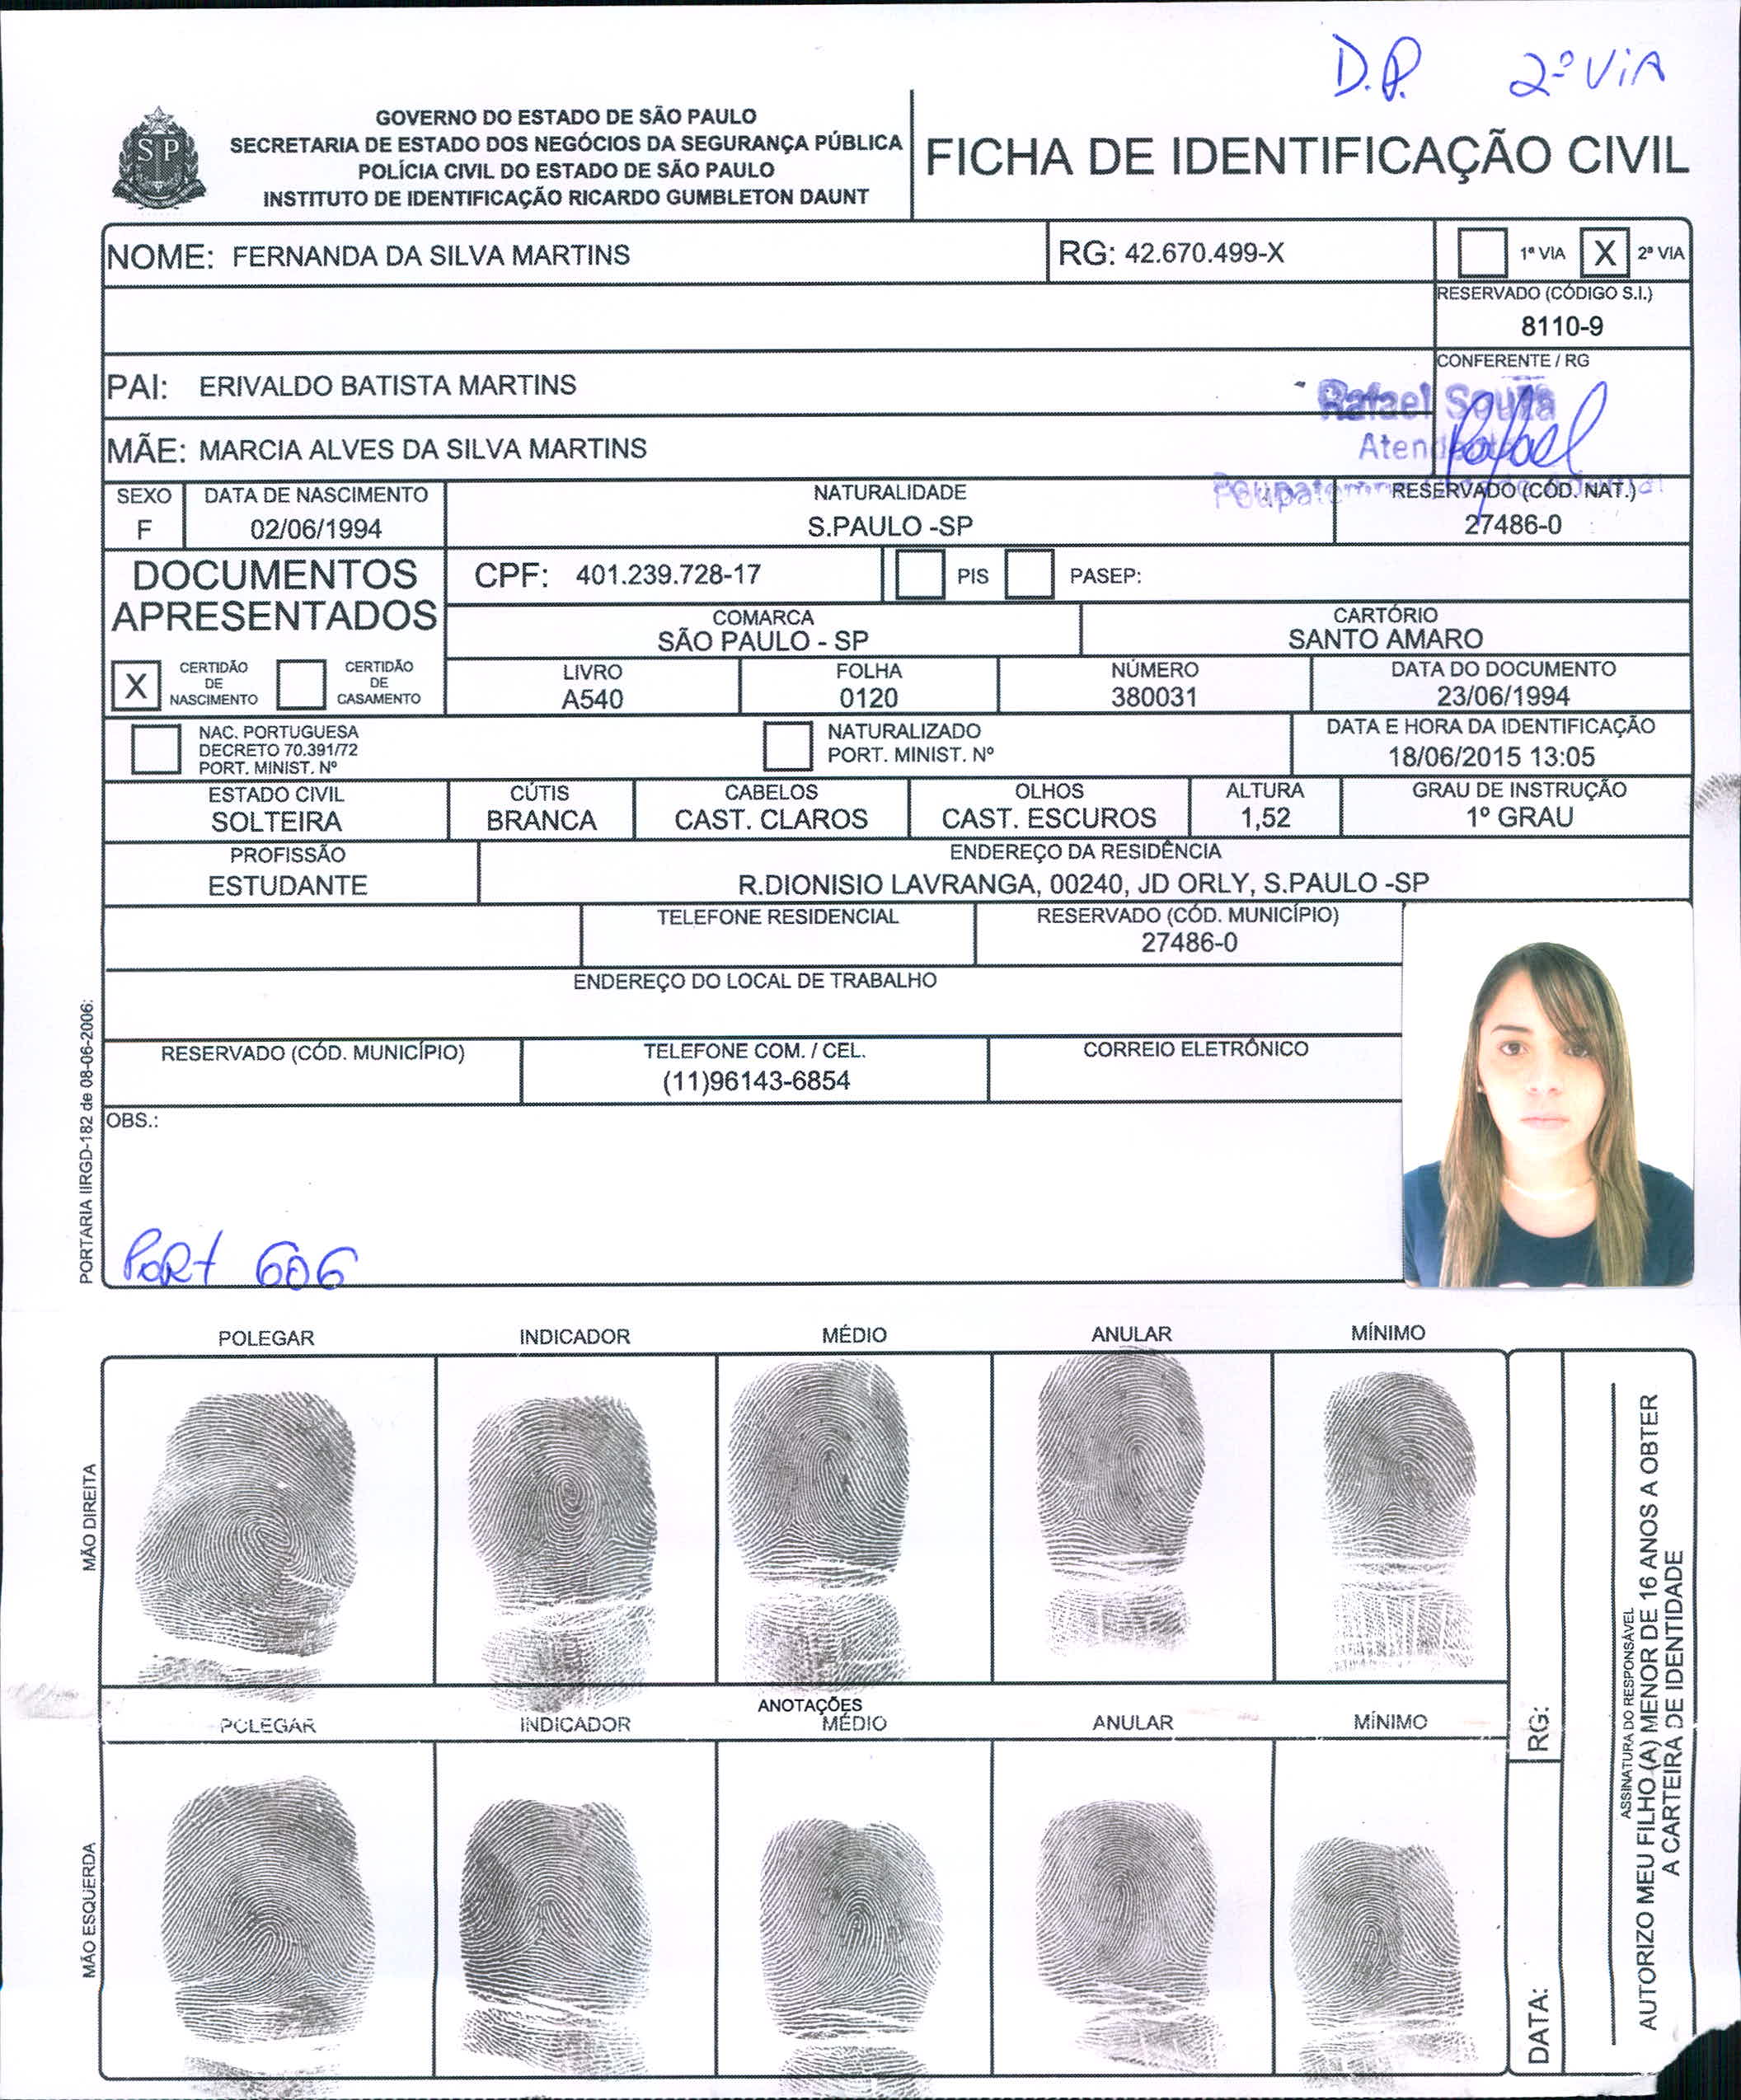 D.P. 2ª ViA
GOVERNO DO ESTADO DE SÃO PAULO
SECRETARIA DE ESTADO DOS NEGÓCIOS DA SEGURANÇA PÚBLICA
POLÍCIA CIVIL DO ESTADO DE SÃO PAULO
INSTITUTO DE IDENTIFICAÇÃO RICARDO GUMBLETON DAUNT
SP
FICHA DE IDENTIFICAÇÃO CIVIL
NOME: FERNANDA DA SILVA MARTINS RG: 42.670.499-X 1ª VIA X 2ª VIA
RESERVADO (CÓDIGO S.I.)
8110-9
CONFERENTE / RG
PAI: ERIVALDO BATISTA MARTINS
Rafael Souza
Rafael
MÃE: MARCIA ALVES DA SILVA MARTINS
SEXO DATA DE NASCIMENTO NATURALIDADE RESERVADO (CÓD. NAT.)
F 02/06/1994 S.PAULO -SP 27486-0
DOCUMENTOS APRESENTADOS
CPF: 401.239.728-17 PIS PASEP:
COMARCA CARTÓRIO
SÃO PAULO - SP SANTO AMARO
X CERTIDÃO DE NASCIMENTO CERTIDÃO DE CASAMENTO
LIVRO FOLHA NÚMERO DATA DO DOCUMENTO
A540 0120 380031 23/06/1994
NAC. PORTUGUESA
DECRETO 70.391/72
PORT. MINIST. Nº
NATURALIZADO
PORT. MINIST. Nº
DATA E HORA DA IDENTIFICAÇÃO
18/06/2015 13:05
ESTADO CIVIL CÚTIS CABELOS OLHOS ALTURA GRAU DE INSTRUÇÃO
SOLTEIRA BRANCA CAST. CLAROS CAST. ESCUROS 1,52 1º GRAU
PROFISSÃO ENDEREÇO DA RESIDÊNCIA
ESTUDANTE R.DIONISIO LAVRANGA, 00240, JD ORLY, S.PAULO -SP
TELEFONE RESIDENCIAL RESERVADO (CÓD. MUNICÍPIO)
27486-0
ENDEREÇO DO LOCAL DE TRABALHO
RESERVADO (CÓD. MUNICÍPIO) TELEFONE COM. / CEL. CORREIO ELETRÔNICO
(11)96143-6854
OBS.:
PORT 606
PORTARIA IIRGD-182 de 08-06-2006:
POLEGAR INDICADOR MÉDIO ANULAR MÍNIMO
MÃO DIREITA
ANOTAÇÕES
POLEGAR INDICADOR MÉDIO ANULAR MÍNIMO
MÃO ESQUERDA
RG:
DATA:
ASSINATURA DO RESPONSÁVEL
AUTORIZO MEU FILHO (A) MENOR DE 16 ANOS A OBTER
A CARTEIRA DE IDENTIDADE